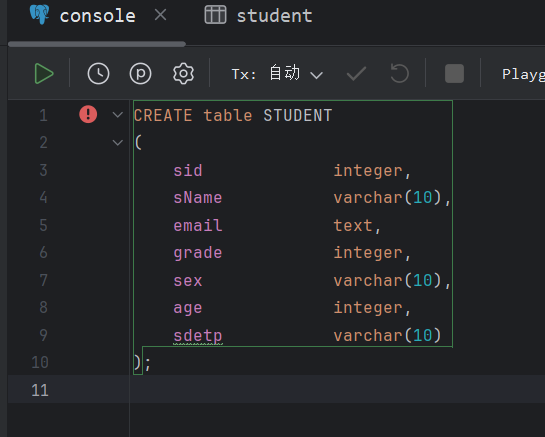 console student
Tx: 自动 Playg
1 CREATE table STUDENT
2 (
3 sid integer,
4 sName varchar(10),
5 email text,
6 grade integer,
7 sex varchar(10),
8 age integer,
9 sdetp varchar(10)
10 );
11